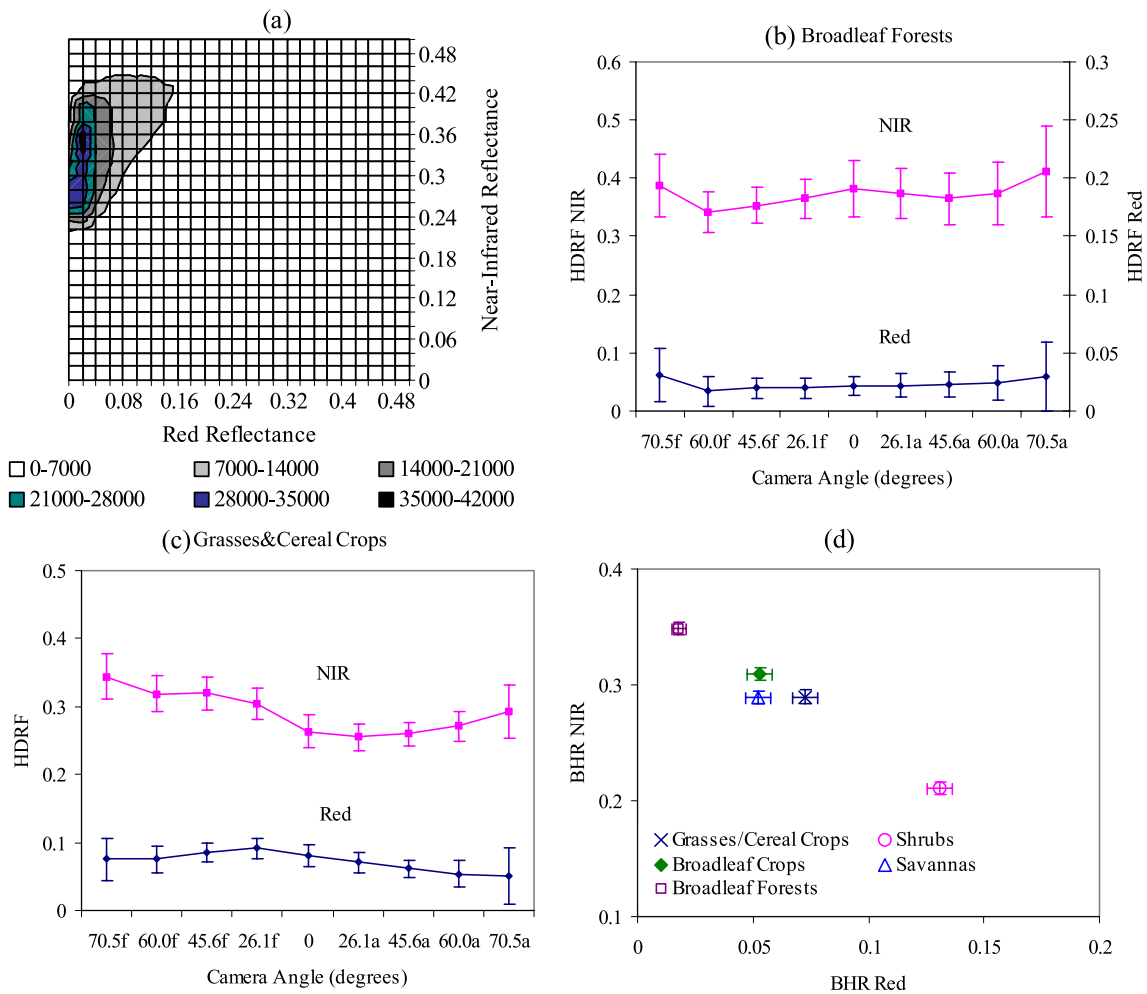 (a)
0.48
0.42
0.36
0.3
0.24
0.18
0.12
0.06
0
Near-Infrared Reflectance
0 0.08 0.16 0.24 0.32 0.40 0.48
Red Reflectance
0-7000 7000-14000 14000-21000
21000-28000 28000-35000 35000-42000
(b) Broadleaf Forests
0.6 0.3
0.5 0.25
0.4 0.2
0.3 0.15
0.2 0.1
0.1 0.05
0 0
HDRF NIR
HDRF Red
NIR
Red
70.5f 60.0f 45.6f 26.1f 0 26.1a 45.6a 60.0a 70.5a
Camera Angle (degrees)
(c) Grasses&Cereal Crops
0.5
0.4
0.3
0.2
0.1
0
HDRF
NIR
Red
70.5f 60.0f 45.6f 26.1f 0 26.1a 45.6a 60.0a 70.5a
Camera Angle (degrees)
(d)
0.4
0.3
0.2
0.1
BHR NIR
Grasses/Cereal Crops Shrubs
Broadleaf Crops Savannas
Broadleaf Forests
0 0.05 0.1 0.15 0.2
BHR Red